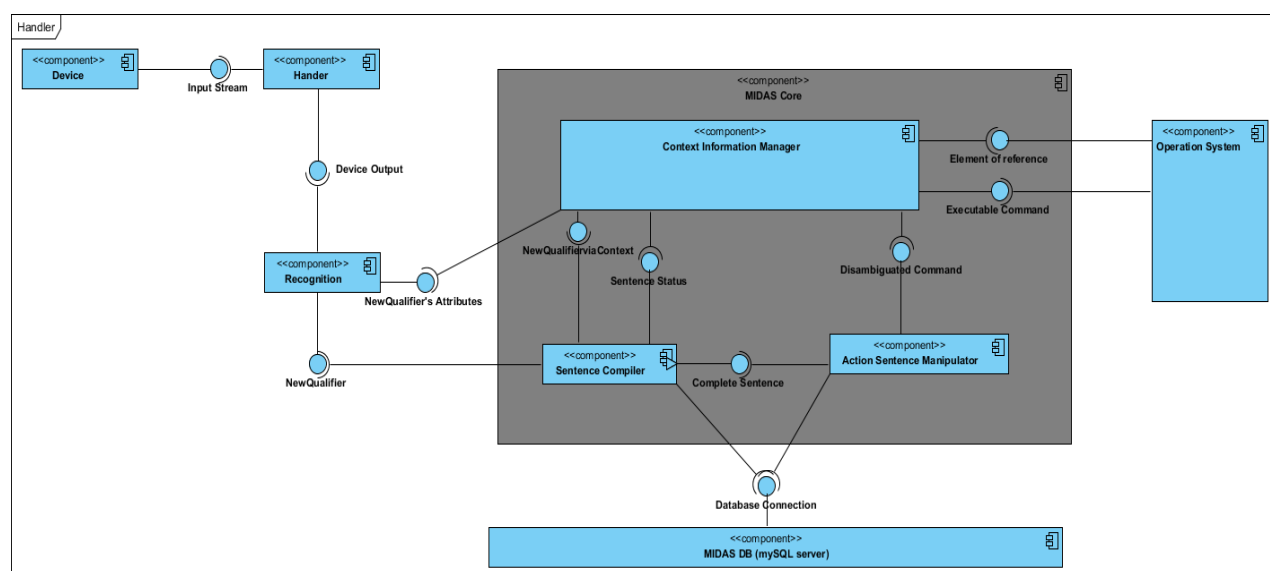 Handler
<<component>>
Device
Input Stream
<<component>>
Hander
Device Output
<<component>>
MIDAS Core
<<component>>
Context Information Manager
Element of reference
Executable Command
<<component>>
Operation System
<<component>>
Recognition
NewQualifier's Attributes
NewQualifierviaContext
Sentence Status
Disambiguated Command
NewQualifier
<<component>>
Sentence Compiler
Complete Sentence
<<component>>
Action Sentence Manipulator
Database Connection
<<component>>
MIDAS DB (mySQL server)